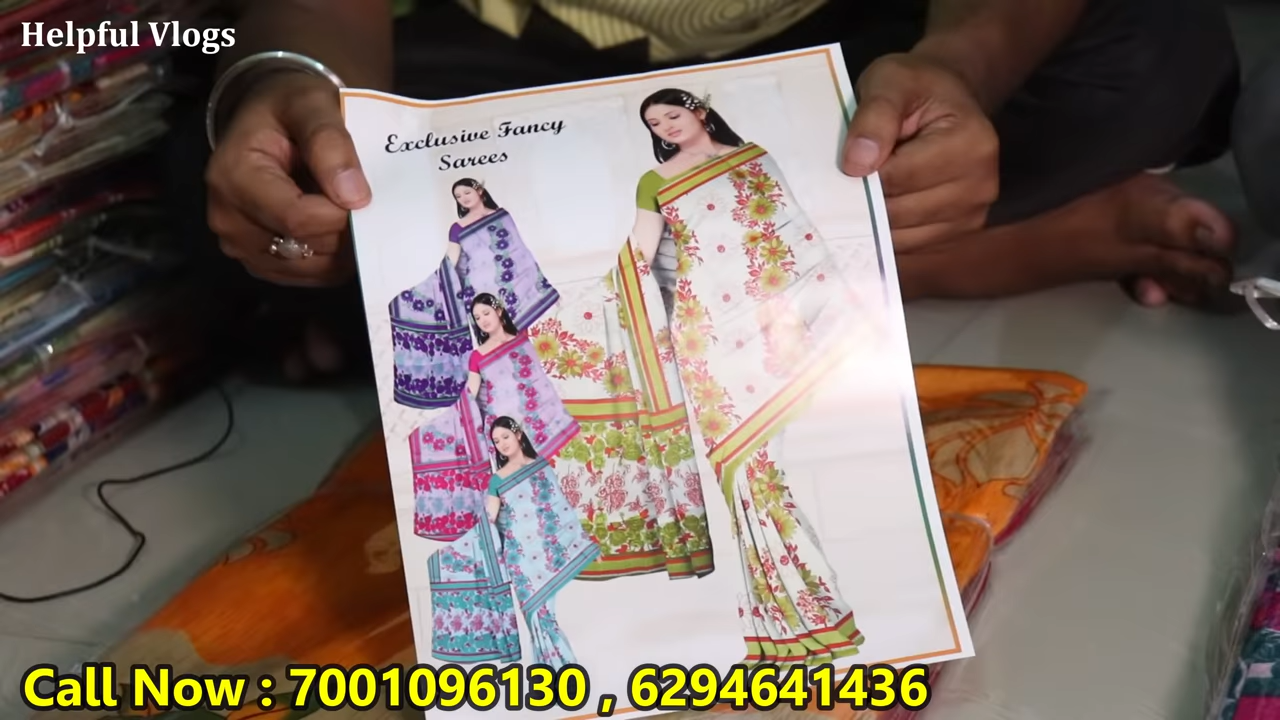 Helpful Vlogs
Exclusive Fancy
Sarees
Call Now : 7001096130 , 6294641436